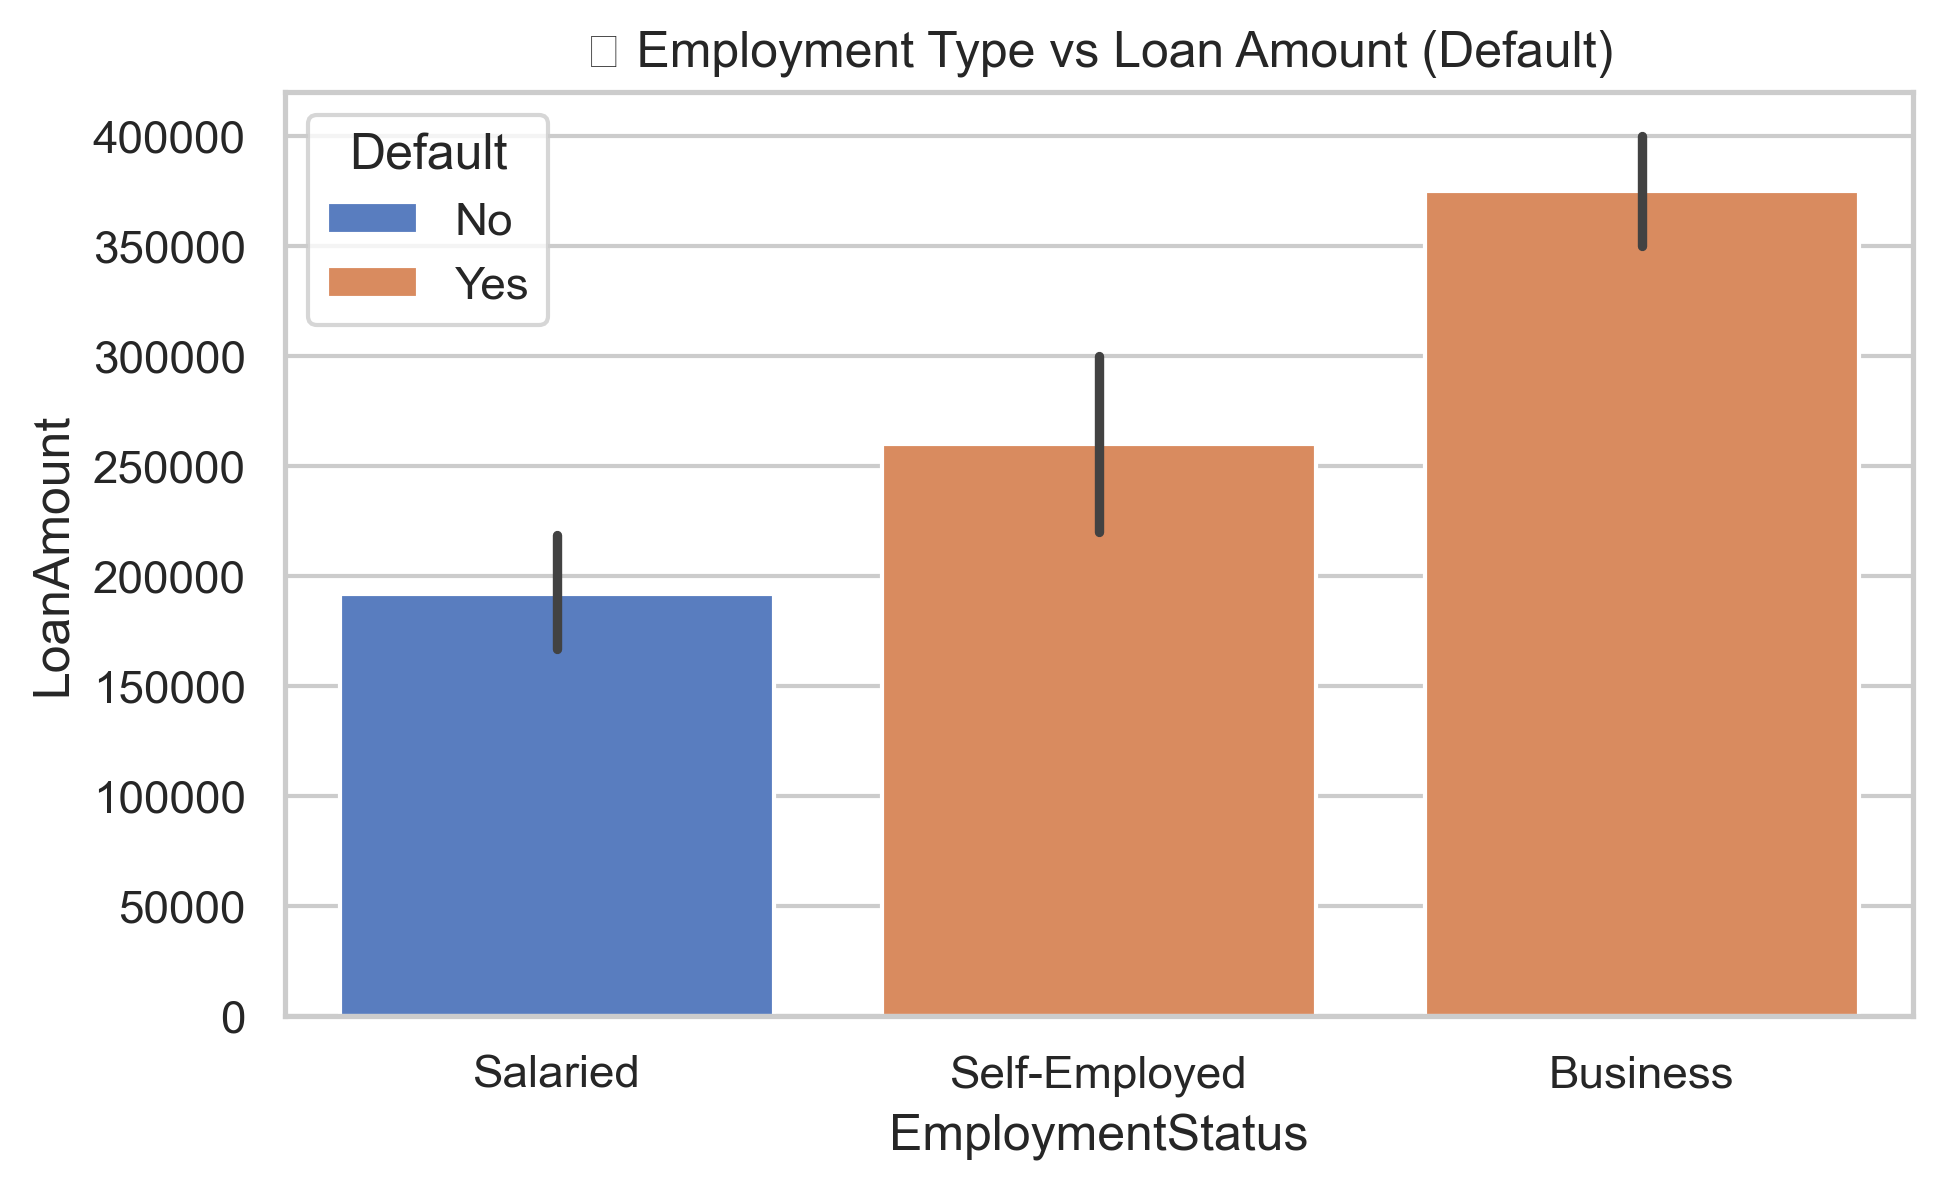 Employment Type vs Loan Amount (Default)
Default
No
Yes
400000
350000
300000
250000
200000
150000
100000
50000
0
LoanAmount
Salaried
Self-Employed
Business
EmploymentStatus